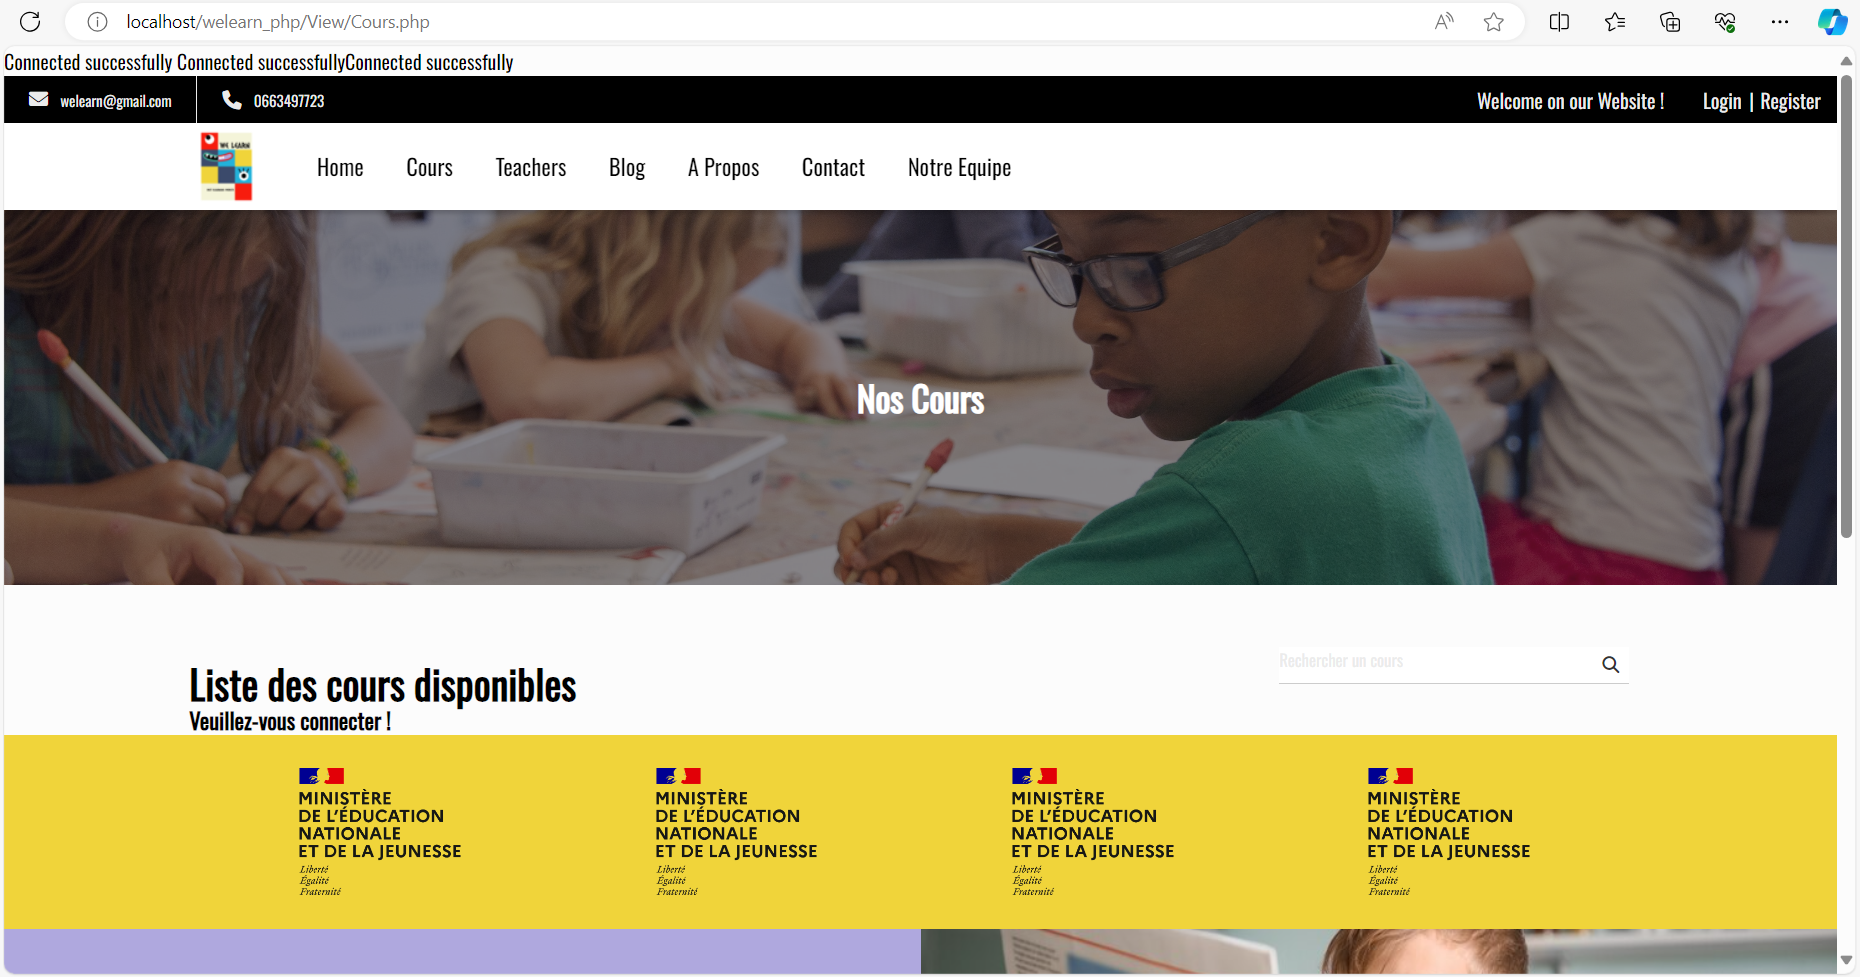 localhost/welearn_php/View/Cours.php
Connected successfully Connected successfullyConnected successfully
welearn@gmail.com
0663497723
Welcome on our Website !
Login | Register
WE LEARN
Home
Cours
Teachers
Blog
A Propos
Contact
Notre Equipe
Nos Cours
Rechercher un cours
Liste des cours disponibles
Veuillez-vous connecter !
MINISTÈRE
DE L'ÉDUCATION
NATIONALE
ET DE LA JEUNESSE
Liberté
Égalité
Fraternité
MINISTÈRE
DE L'ÉDUCATION
NATIONALE
ET DE LA JEUNESSE
Liberté
Égalité
Fraternité
MINISTÈRE
DE L'ÉDUCATION
NATIONALE
ET DE LA JEUNESSE
Liberté
Égalité
Fraternité
MINISTÈRE
DE L'ÉDUCATION
NATIONALE
ET DE LA JEUNESSE
Liberté
Égalité
Fraternité